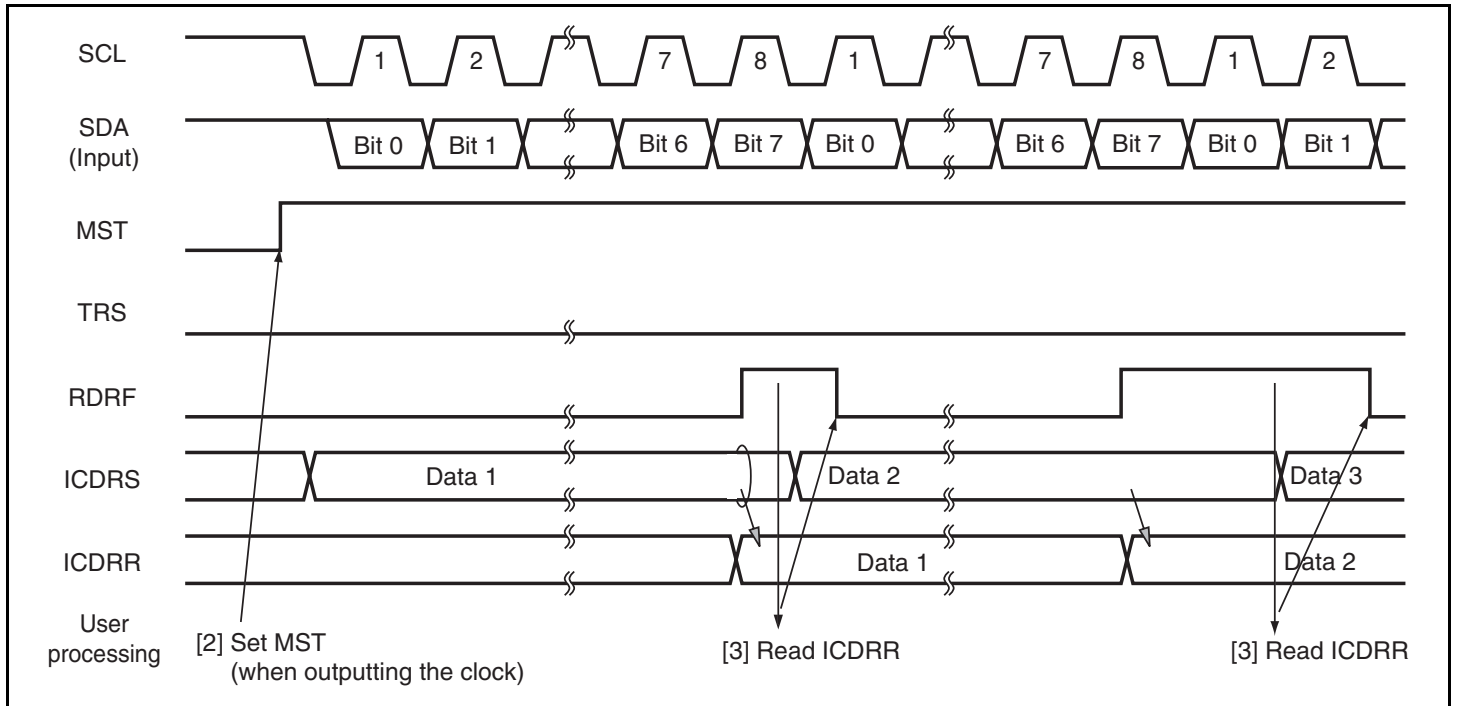 SCL
1 2 7 8 1 7 8 1 2
SDA
(Input)
Bit 0 Bit 1 Bit 6 Bit 7 Bit 0 Bit 6 Bit 7 Bit 0 Bit 1
MST
TRS
RDRF
ICDRS
Data 1 Data 2 Data 3
ICDRR
Data 1 Data 2
User
processing
[2] Set MST
(when outputting the clock)
[3] Read ICDRR
[3] Read ICDRR